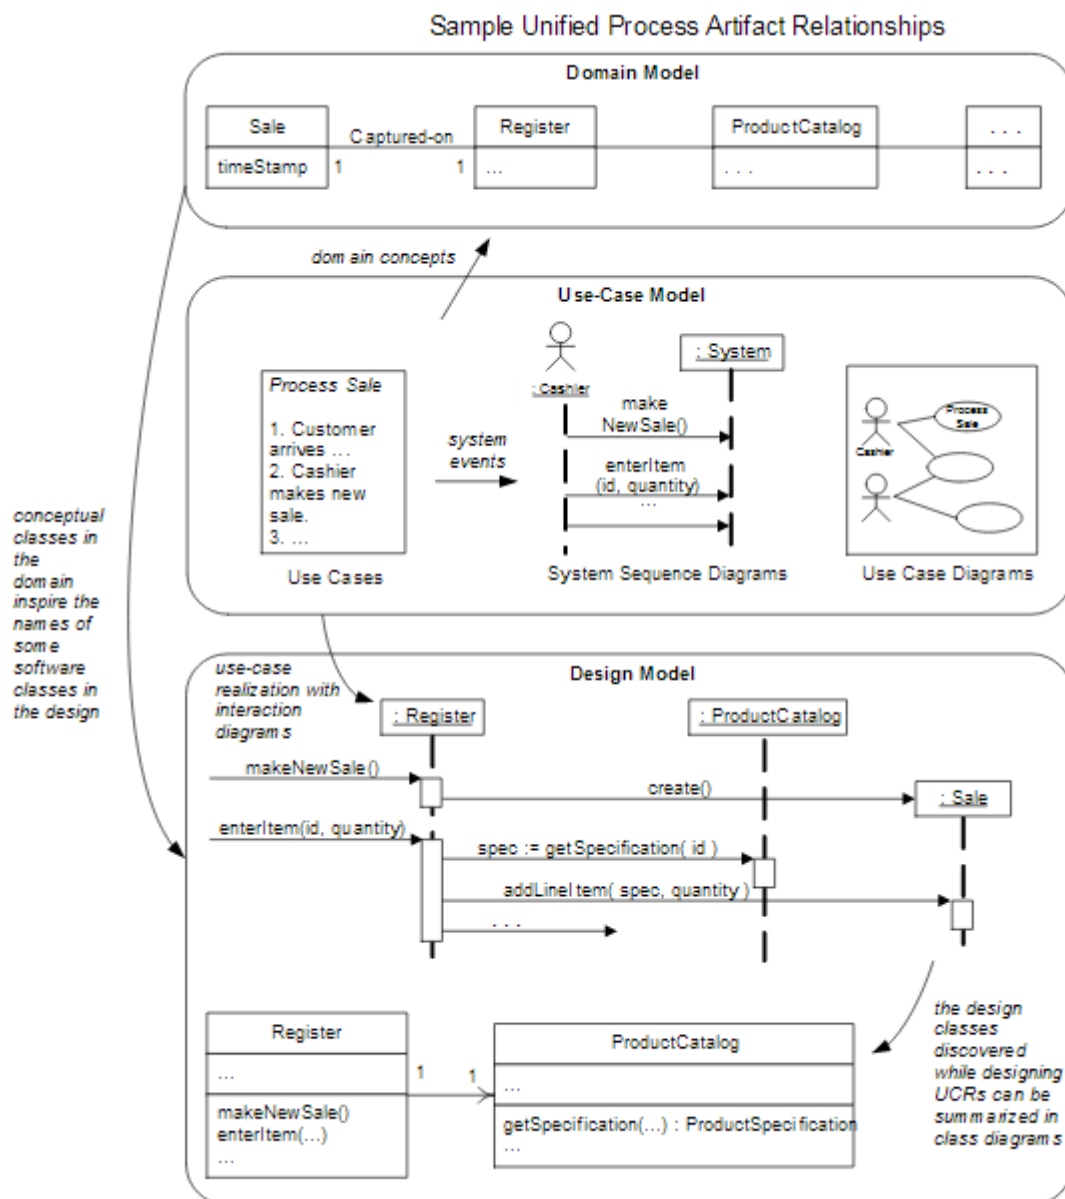 Sample Unified Process Artifact Relationships
Domain Model
Sale
Captured-on
Register
ProductCatalog
. . .
timeStamp
1
1
...
. . .
. . .
domain concepts
Use-Case Model
Process Sale
1. Customer
arrives ...
2. Cashier
makes new
sale.
3. ...
Use Cases
system
events
: Cashier
: System
make
NewSale()
enterItem
(id, quantity)
...
System Sequence Diagrams
Process
Sale
Cashier
Use Case Diagrams
conceptual
classes in
the
domain
inspire the
names of
some
software
classes in
the design
Design Model
use-case
realization with
interaction
diagrams
: Register
: ProductCatalog
makeNewSale()
create()
: Sale
enterItem(id, quantity)
spec := getSpecification( id )
addLineItem( spec, quantity )
. . .
the design
classes
discovered
while designing
UCRs can be
summarized in
class diagrams
Register
...
makeNewSale()
enterItem(...)
...
1
1
ProductCatalog
...
getSpecification(...) : ProductSpecification
...